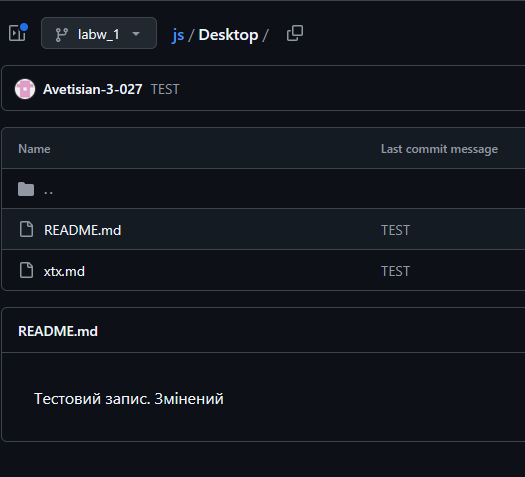 labw_1 js / Desktop /
Avetisian-3-027 TEST
Name Last commit message
..
README.md TEST
xtx.md TEST
README.md
Тестовий запис. Змінений